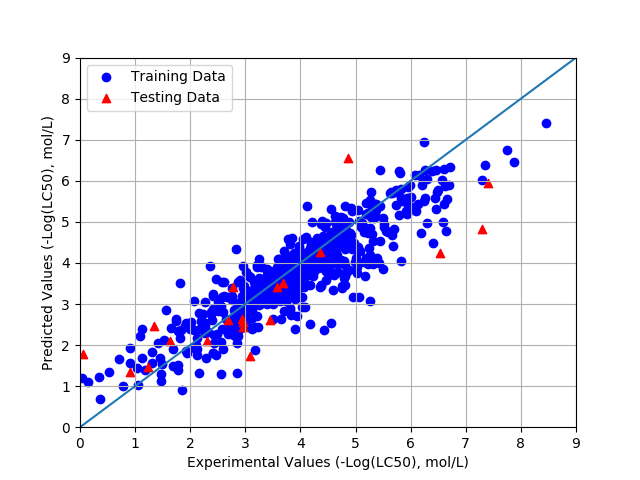 9
8
7
6
5
4
3
2
1
0
Predicted Values (-Log(LC50), mol/L)
Training Data
Testing Data
0 1 2 3 4 5 6 7 8 9
Experimental Values (-Log(LC50), mol/L)